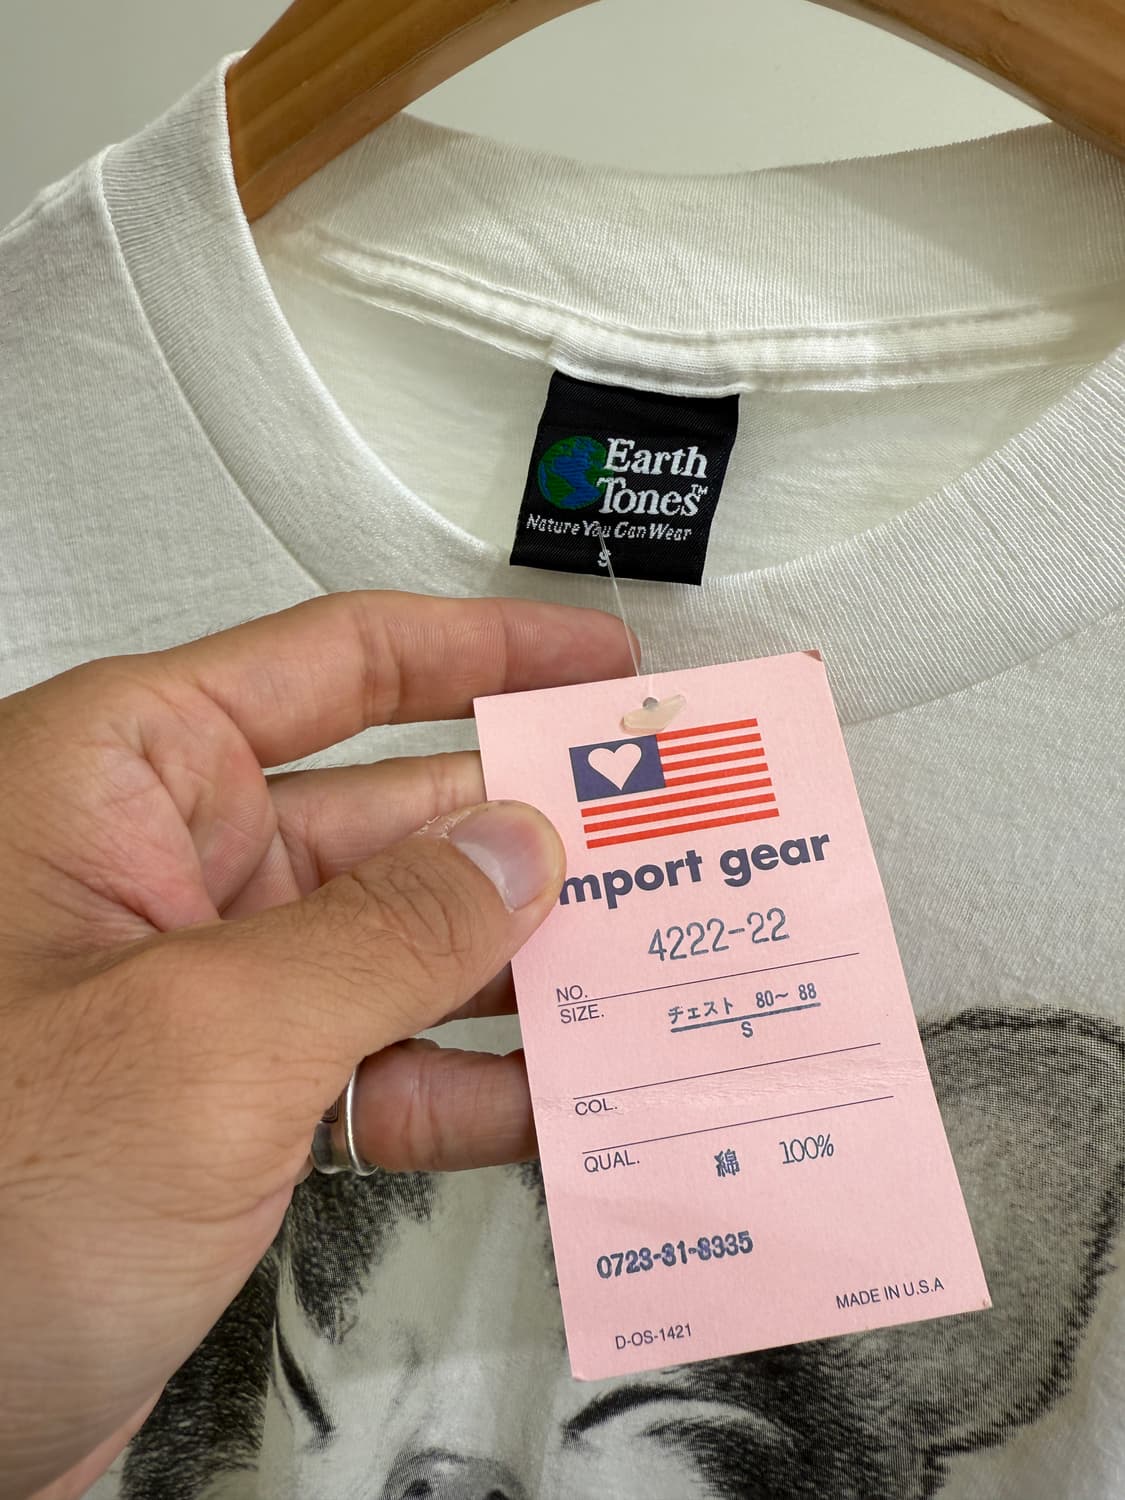 Earth
Tones™
Nature You Can Wear
S
mport gear
4222-22
NO.
SIZE. チェスト 80~ 88
S
COL.
QUAL. 綿 100%
0723-31-8335
MADE IN U.S.A
D-OS-1421